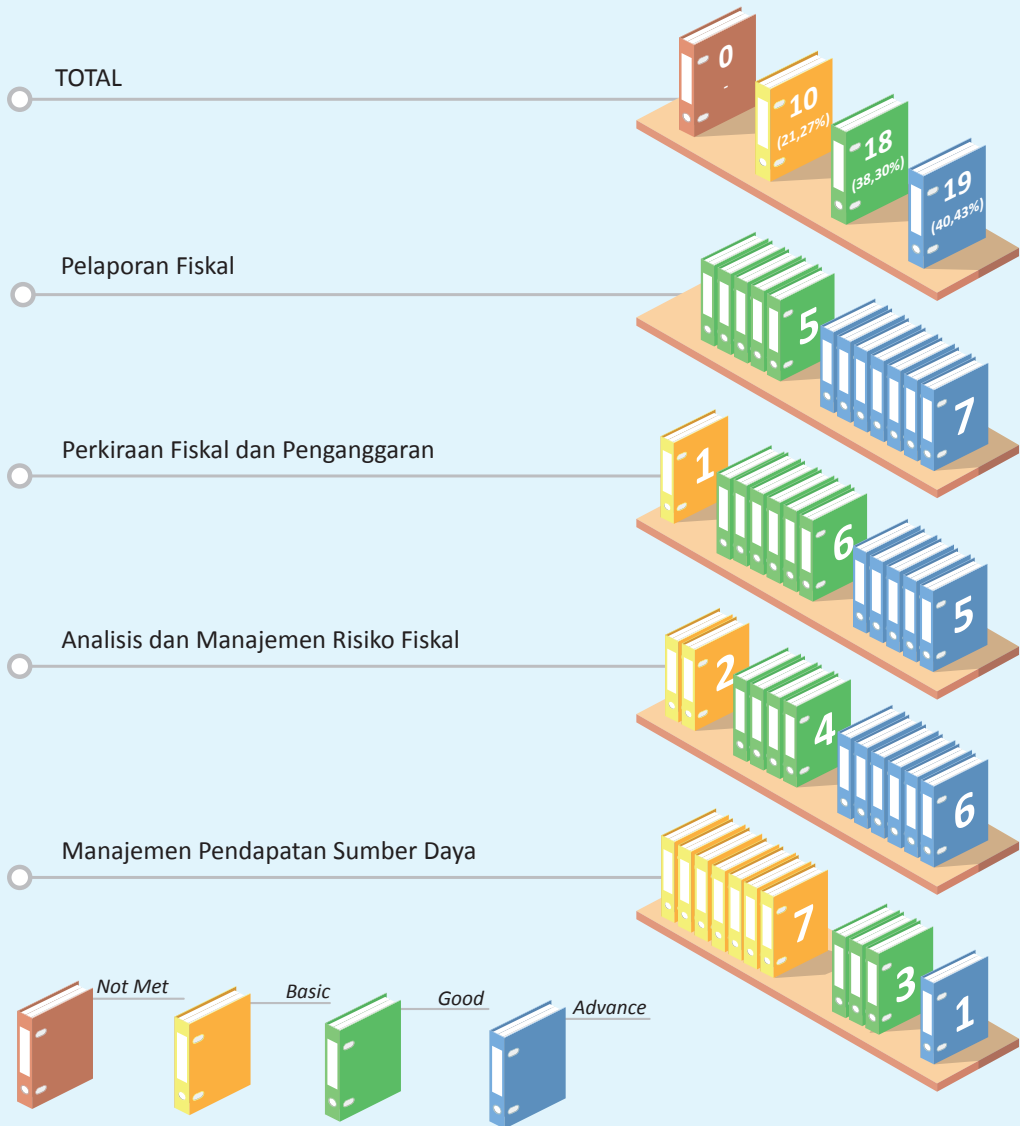 TOTAL
0
-
10
(21,27%)
18
(38,30%)
19
(40,43%)
Pelaporan Fiskal
5
7
Perkiraan Fiskal dan Penganggaran
1
6
5
Analisis dan Manajemen Risiko Fiskal
2
4
6
Manajemen Pendapatan Sumber Daya
7
3
1
Not Met
Basic
Good
Advance